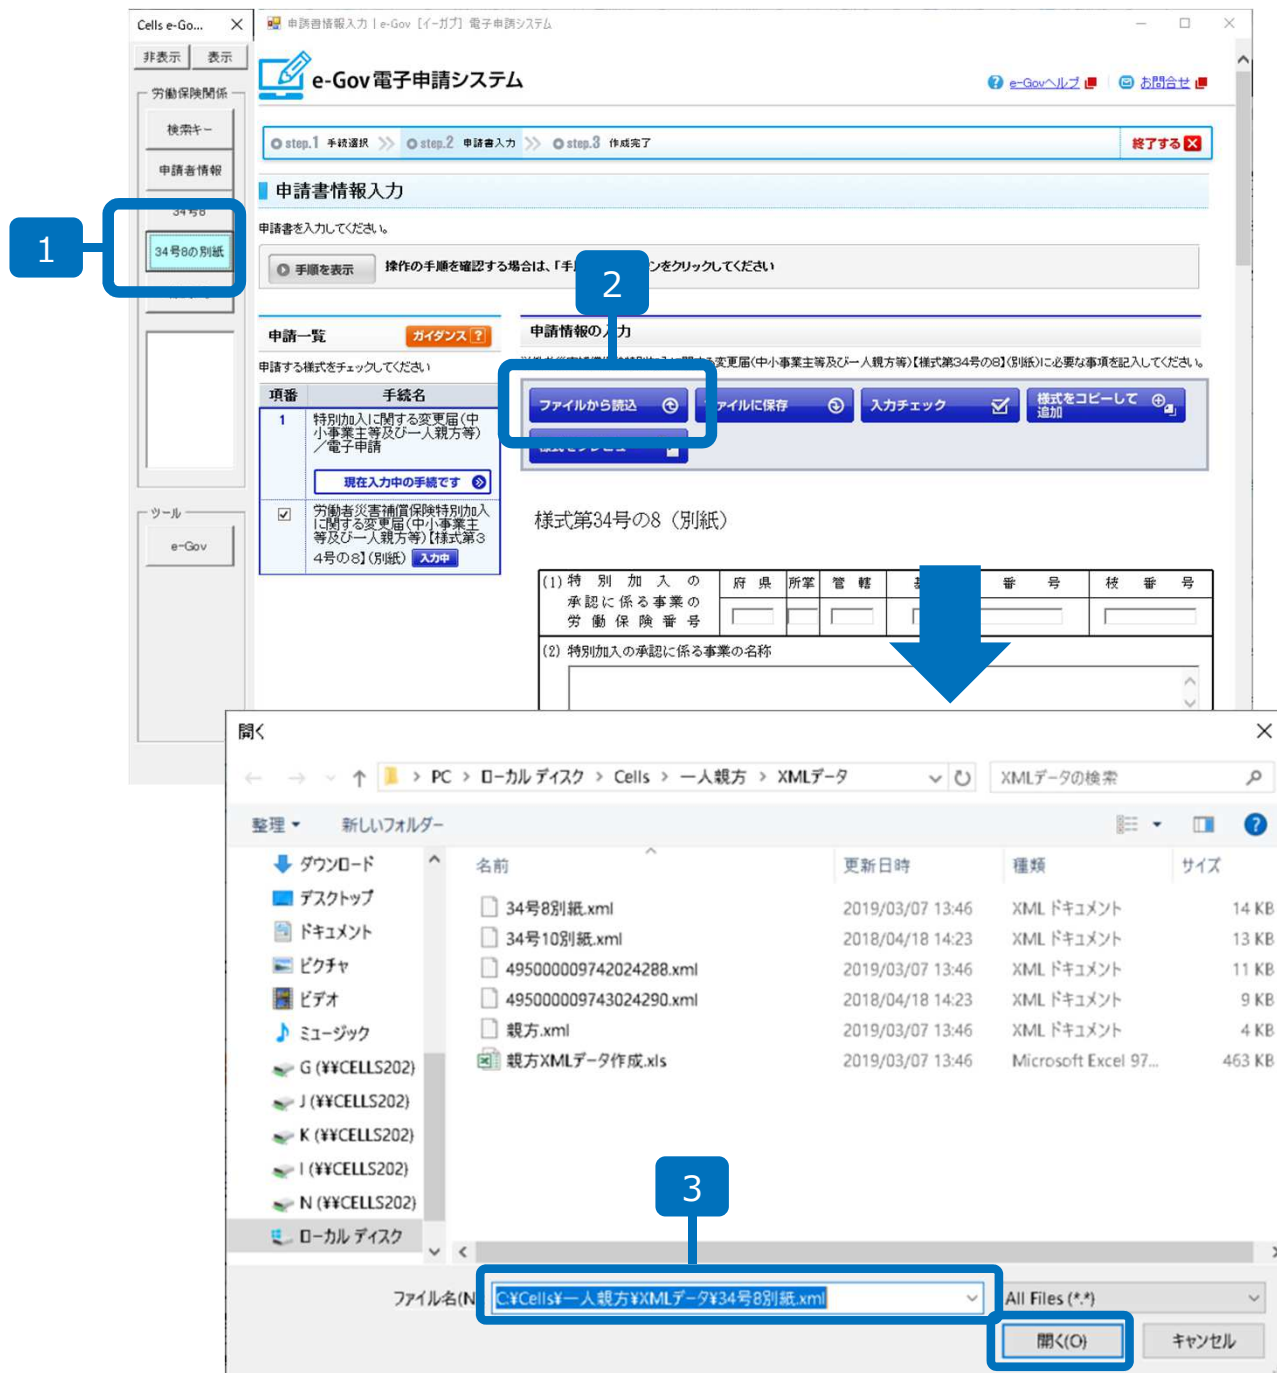 Cells e-Go...
申請書情報入力 | e-Gov [イーガブ] 電子申請システム
非表示 表示
労働保険関係
検索キー
申請者情報
34号8
34号8の別紙
1
e-Gov電子申請システム
e-Govヘルプ お問合せ
step.1 手続選択 step.2 申請書入力 step.3 作成完了 終了する
申請書情報入力
申請書を入力してください。
手順を表示 操作の手順を確認する場合は、「手 ンをクリックしてください
2
申請一覧 ガイダンス ?
申請する様式をチェックしてください
項番 手続名
1 特別加入に関する変更届(中
小事業主等及び一人親方等)
/電子申請
現在入力中の手続です
労働者災害補償保険特別加入
に関する変更届(中小事業主
等及び一人親方等)【様式第3
4号の8】(別紙) 入力中
申請情報の入力
変更届(中小事業主等及び一人親方等)【様式第34号の8】(別紙)に必要な事項を記入してください。
ファイルから読込 ファイルに保存 入力チェック 様式をコピーして
追加
様式第34号の8（別紙）
(1) 特別加入の 府県 所掌 管轄 番号 枝番号
承認に係る事業の
労働保険番号
(2) 特別加入の承認に係る事業の名称
ツール
e-Gov
開く
PC > ローカル ディスク > Cells > 一人親方 > XMLデータ XMLデータの検索
整理 新しいフォルダー
名前 更新日時 種類 サイズ
ダウンロード
デスクトップ
ドキュメント
ピクチャ
ビデオ
ミュージック
G (¥¥CELLS202)
J (¥¥CELLS202)
K (¥¥CELLS202)
I (¥¥CELLS202)
N (¥¥CELLS202)
ローカル ディスク
34号8別紙.xml 2019/03/07 13:46 XML ドキュメント 14 KB
34号10別紙.xml 2018/04/18 14:23 XML ドキュメント 13 KB
495000009742024288.xml 2019/03/07 13:46 XML ドキュメント 11 KB
495000009743024290.xml 2018/04/18 14:23 XML ドキュメント 9 KB
親方.xml 2019/03/07 13:46 XML ドキュメント 4 KB
親方XMLデータ作成.xls 2019/03/07 13:46 Microsoft Excel 97... 463 KB
3
ファイル名(N C:¥Cells¥一人親方¥XMLデータ¥34号8別紙.xml All Files (*.*)
開く(O) キャンセル